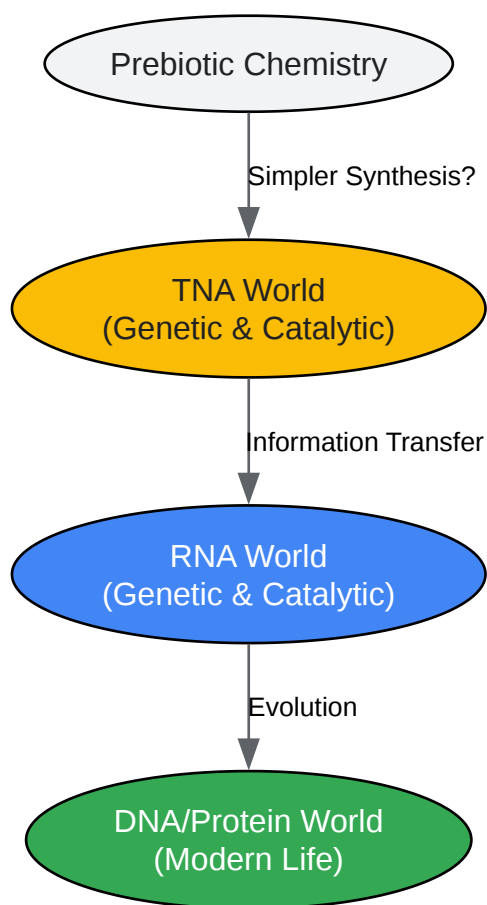 Prebiotic Chemistry
Simpler Synthesis?
TNA World
(Genetic & Catalytic)
Information Transfer
RNA World
(Genetic & Catalytic)
Evolution
DNA/Protein World
(Modern Life)